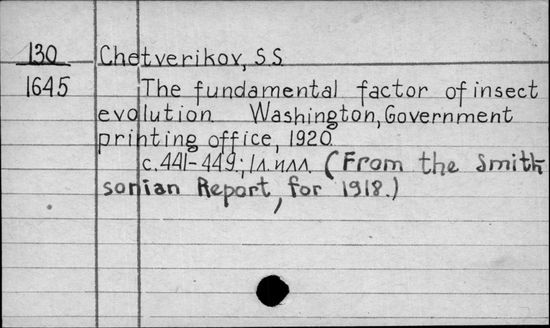 130 Chetverikov, S.S.
1645 The fundamental factor of insect
evolution. Washington, Government
printing office, 1920.
c. 441-449.; 1л. илл. (From the Smith-
sonian Report, for 1918.)